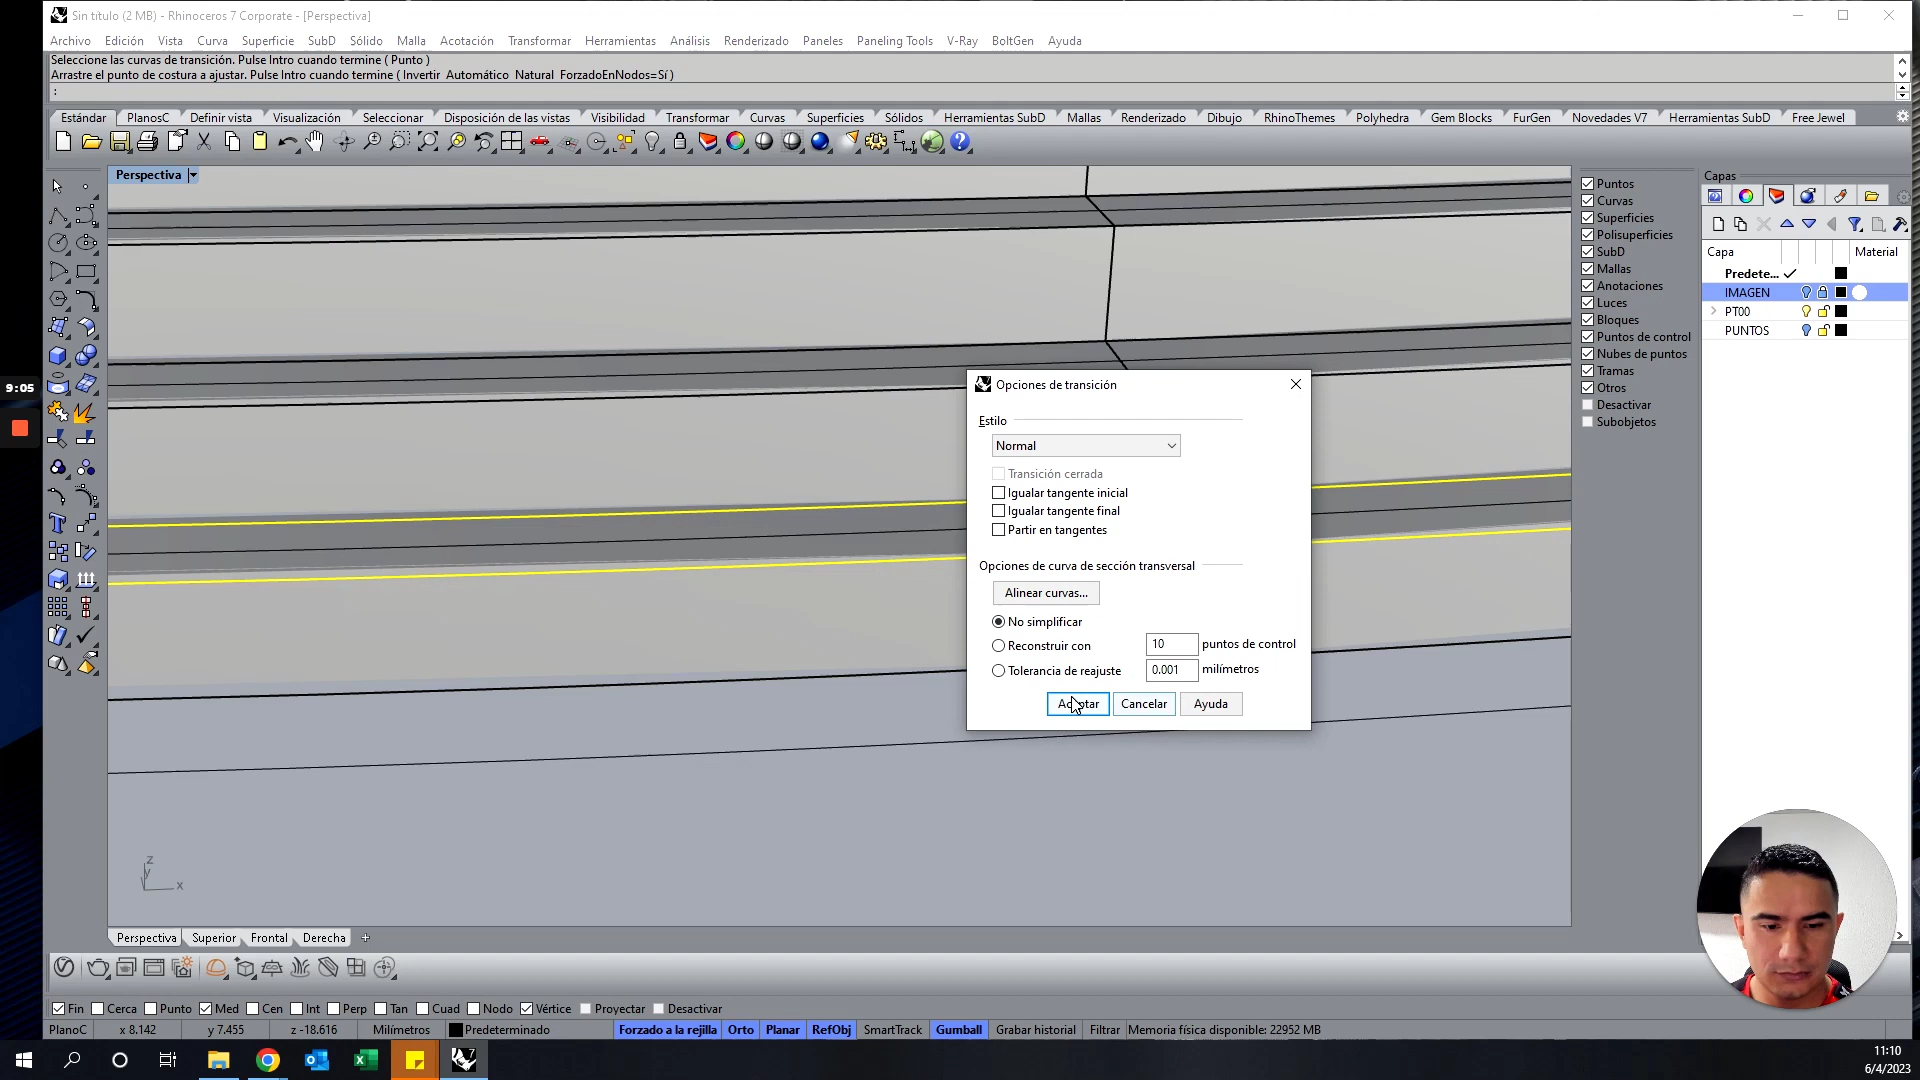 Sin título (2 MB) - Rhinoceros 7 Corporate - [Perspectiva]
Archivo Edición Vista Curva Superficie SubD Sólido Malla Acotación Transformar Herramientas Análisis Renderizado Paneles Paneling Tools V-Ray BoltGen Ayuda
Seleccione las curvas de transición. Pulse Intro cuando termine ( Punto )
Arrastre el punto de costura a ajustar. Pulse Intro cuando termine ( Invertir Automático Natural ForzadoEnNodos=Sí )
:
Estándar PlanosC Definir vista Visualización Seleccionar Disposición de las vistas Visibilidad Transformar Curvas Superficies Sólidos Herramientas SubD Mallas Renderizado Dibujo RhinoThemes Polyhedra Gem Blocks FurGen Novedades V7 Herramientas SubD Free Jewel
Perspectiva
Puntos
Curvas
Superficies
Polisuperficies
SubD
Mallas
Anotaciones
Luces
Bloques
Puntos de control
Nubes de puntos
Tramas
Otros
Desactivar
Subobjetos
Capas
Capa Material
Predete...
IMAGEN
PT00
PUNTOS
9:05
Opciones de transición
Estilo
Normal
Transición cerrada
Igualar tangente inicial
Igualar tangente final
Partir en tangentes
Opciones de curva de sección transversal
Alinear curvas...
No simplificar
Reconstruir con 10 puntos de control
Tolerancia de reajuste 0.001 milímetros
Aceptar Cancelar Ayuda
z
y
x
Perspectiva Superior Frontal Derecha
Fin Cerca Punto Med Cen Int Perp Tan Cuad Nodo Vértice Proyectar Desactivar
PlanoC x 8.142 y 7.455 z -18.616 Milímetros Predeterminado Forzado a la rejilla Orto Planar RefObj SmartTrack Gumball Grabar historial Filtrar Memoria física disponible: 22952 MB
11:10
6/4/2023